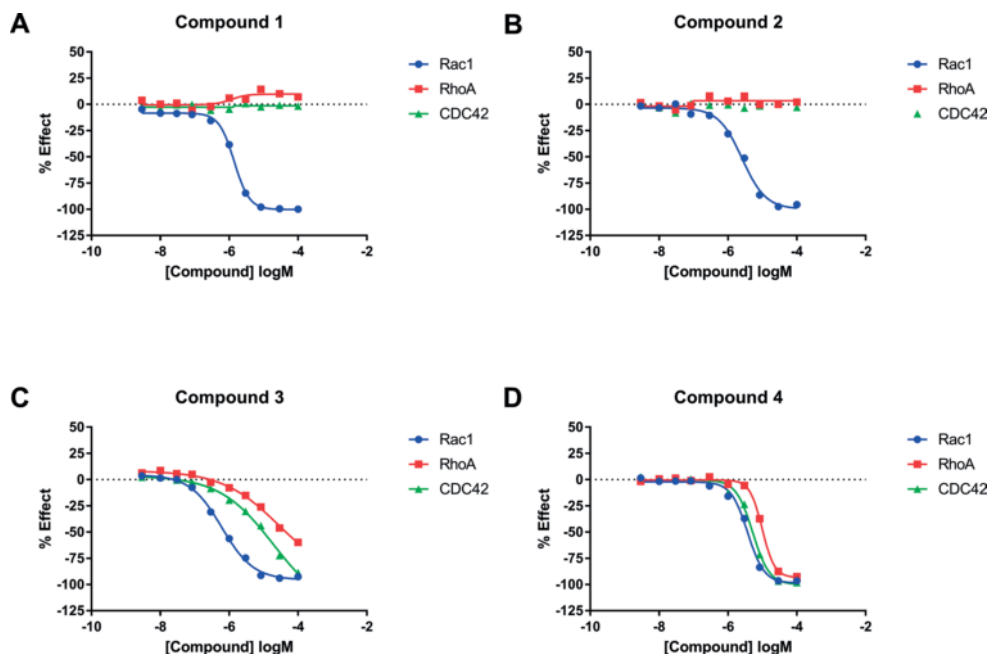 A
Compound 1
50
25
0
-25
-50
-75
-100
-125
% Effect
-10
-8
-6
-4
-2
[Compound] logM
Rac1
RhoA
CDC42
B
Compound 2
50
25
0
-25
-50
-75
-100
-125
% Effect
-10
-8
-6
-4
-2
[Compound] logM
Rac1
RhoA
CDC42
C
Compound 3
50
25
0
-25
-50
-75
-100
-125
% Effect
-10
-8
-6
-4
-2
[Compound] logM
Rac1
RhoA
CDC42
D
Compound 4
50
25
0
-25
-50
-75
-100
-125
% Effect
-10
-8
-6
-4
-2
[Compound] logM
Rac1
RhoA
CDC42